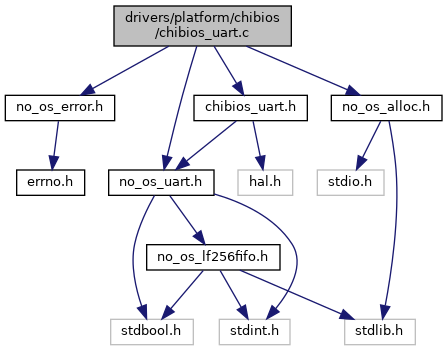 drivers/platform/chibios
/chibios_uart.c
no_os_error.h
chibios_uart.h
no_os_alloc.h
errno.h
no_os_uart.h
hal.h
stdio.h
no_os_lf256fifo.h
stdbool.h
stdint.h
stdlib.h